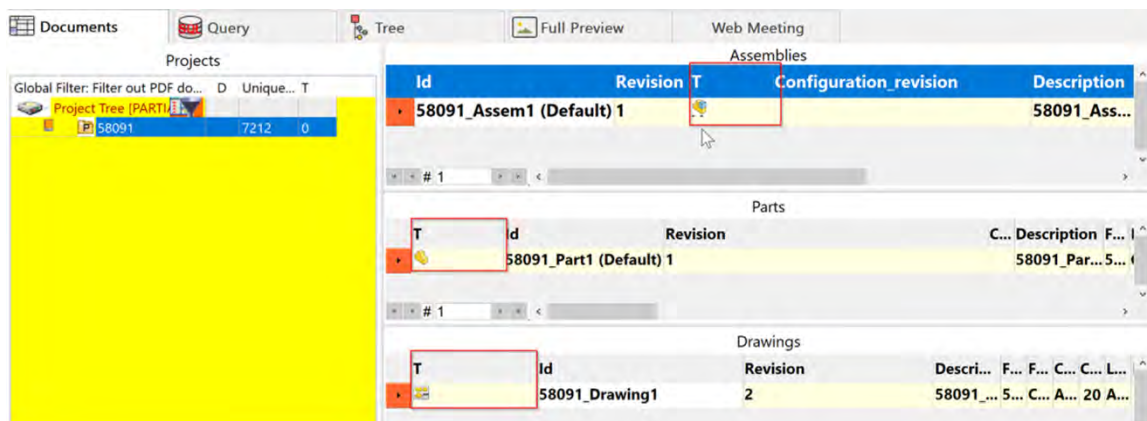 Documents Query Tree Full Preview Web Meeting
Projects
Global Filter: Filter out PDF do... D Unique... T
Project Tree [PARTI
P 58091 7212 0
Assemblies
Id Revision T Configuration_revision Description
58091_Assem1 (Default) 1 58091_Ass...
# 1
Parts
T Id Revision C... Description F...
58091_Part1 (Default) 1 58091_Par... 5...
# 1
Drawings
T Id Revision Descri... F... F... C... C... L...
58091_Drawing1 2 58091_... 5... C... A... 20 A...